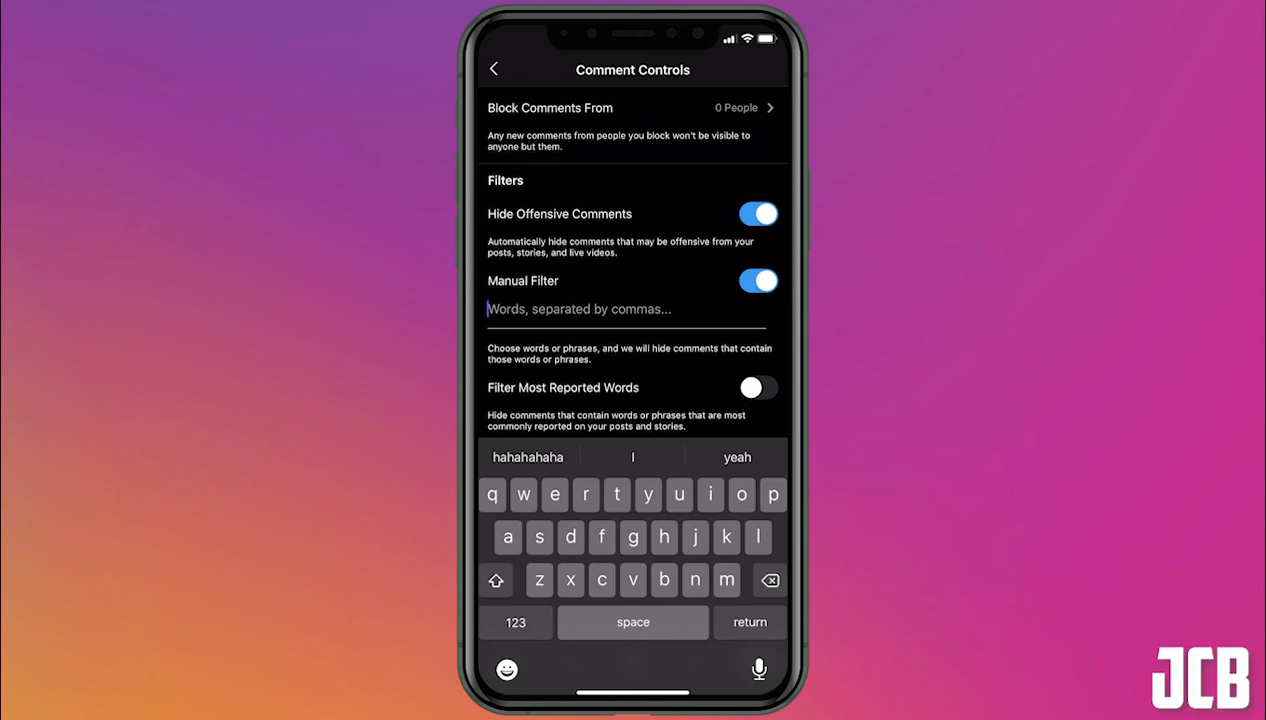 Comment Controls
Block Comments From 0 People
Any new comments from people you block won't be visible to
anyone but them.
Filters
Hide Offensive Comments
Automatically hide comments that may be offensive from your
posts, stories, and live videos.
Manual Filter
Words, separated by commas...
Choose words or phrases, and we will hide comments that contain
those words or phrases.
Filter Most Reported Words
Hide comments that contain words or phrases that are most
commonly reported on your posts and stories.
hahahahaha I yeah
q w e r t y u i o p
a s d f g h j k l
z x c v b n m
123 space return
JCB